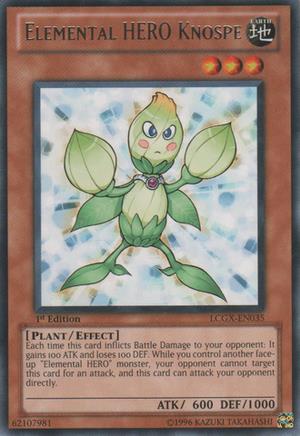 Elemental HERO Knospe
EARTH
地
1st Edition
LCGX-EN035
[Plant/Effect]
Each time this card inflicts Battle Damage to your opponent: It
gains 100 ATK and loses 100 DEF. While you control another face-
up "Elemental HERO" monster, your opponent cannot target
this card for an attack, and this card can attack your opponent
directly.
ATK/ 600 DEF/1000
62107981
©1996 KAZUKI TAKAHASHI